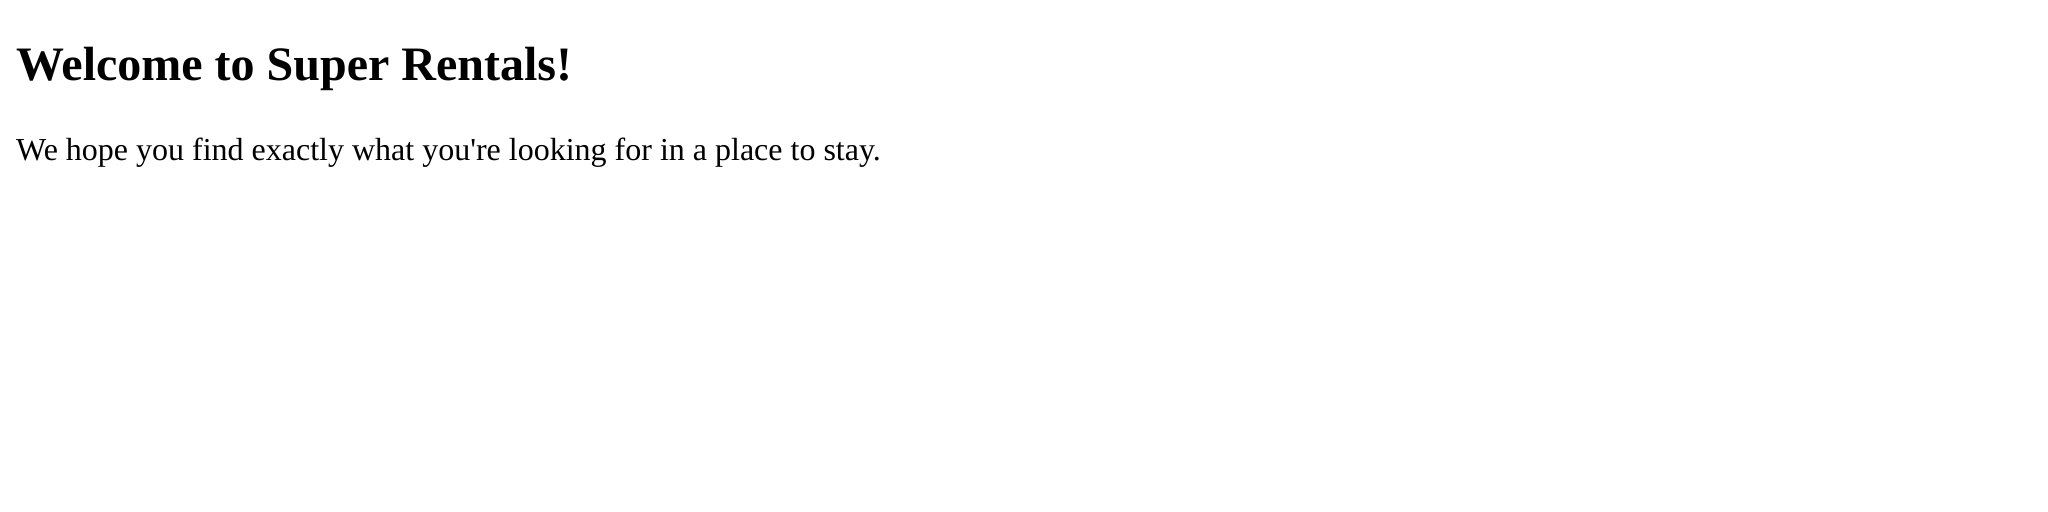 Welcome to Super Rentals!
We hope you find exactly what you're looking for in a place to stay.